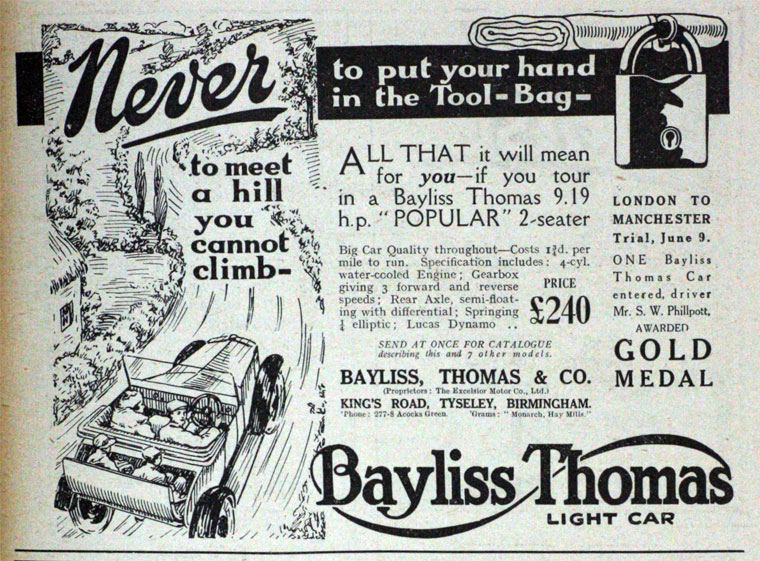 Never
to put your hand
in the Tool-Bag-
to meet
a hill
you
cannot
climb-
ALL THAT it will mean
for you—if you tour
in a Bayliss Thomas 9.19
h.p. "POPULAR" 2-seater
Big Car Quality throughout—Costs 1¾d. per
mile to run. Specification includes: 4-cyl.
water-cooled Engine; Gearbox
giving 3 forward and reverse
speeds; Rear Axle, semi-float-
ing with differential; Springing
¼ elliptic; Lucas Dynamo ..
PRICE
£240
SEND AT ONCE FOR CATALOGUE
describing this and 7 other models.
BAYLISS, THOMAS & CO.
(Proprietors: The Excelsior Motor Co., Ltd.)
KING'S ROAD, TYSELEY, BIRMINGHAM.
'Phone: 277-8 Acocks Green. 'Grams: "Monarch, Hay Mills."
LONDON TO
MANCHESTER
Trial, June 9.
ONE Bayliss
Thomas Car
entered, driver
Mr. S. W. Phillpott,
AWARDED
GOLD
MEDAL
Bayliss Thomas
LIGHT CAR